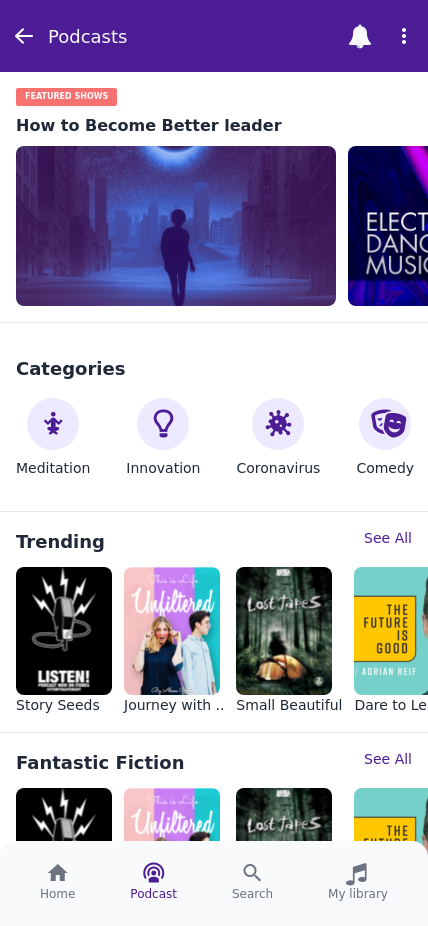 Podcasts
FEATURED SHOWS
How to Become Better leader
ELECT
DANC
MUSIC
Categories
Meditation
Innovation
Coronavirus
Comedy
Trending
See All
LISTEN!
This is Life
Unfiltered
Lost Tapes
THE
FUTURE
IS
GOOD
/ ADRIAN REIF
Story Seeds
Journey with ..
Small Beautiful
Dare to Le
Fantastic Fiction
See All
This is Life
Unfiltered
Lost Tapes
THE
FUTURE
Home
Podcast
Search
My library